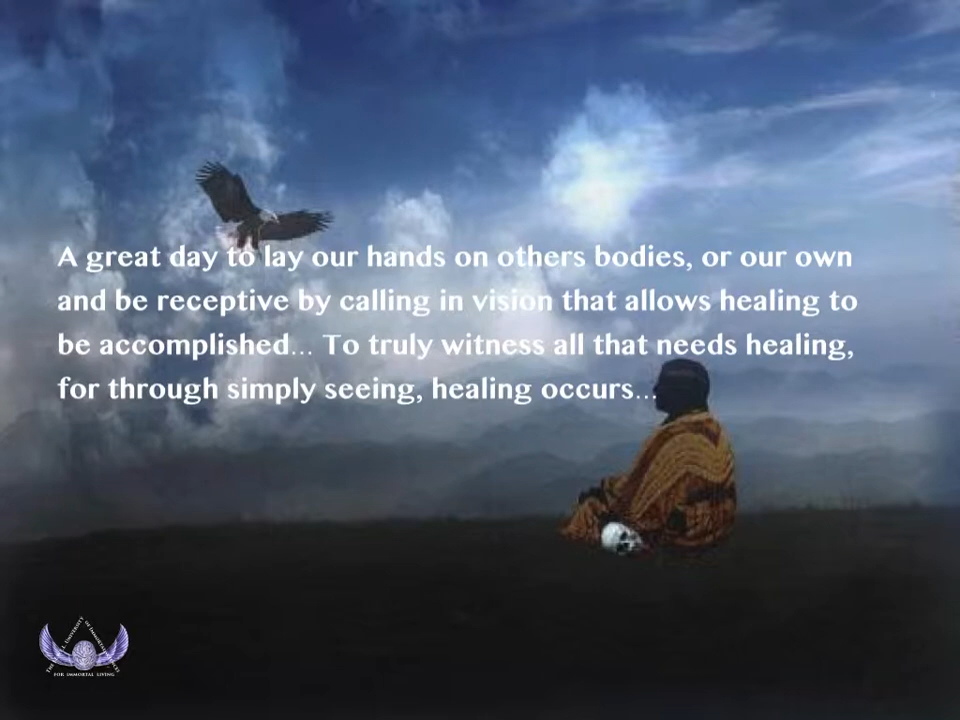 A great day to lay our hands on others bodies, or our own
and be receptive by calling in vision that allows healing to
be accomplished... To truly witness all that needs healing,
for through simply seeing, healing occurs...
FOR IMMORTAL LIVING